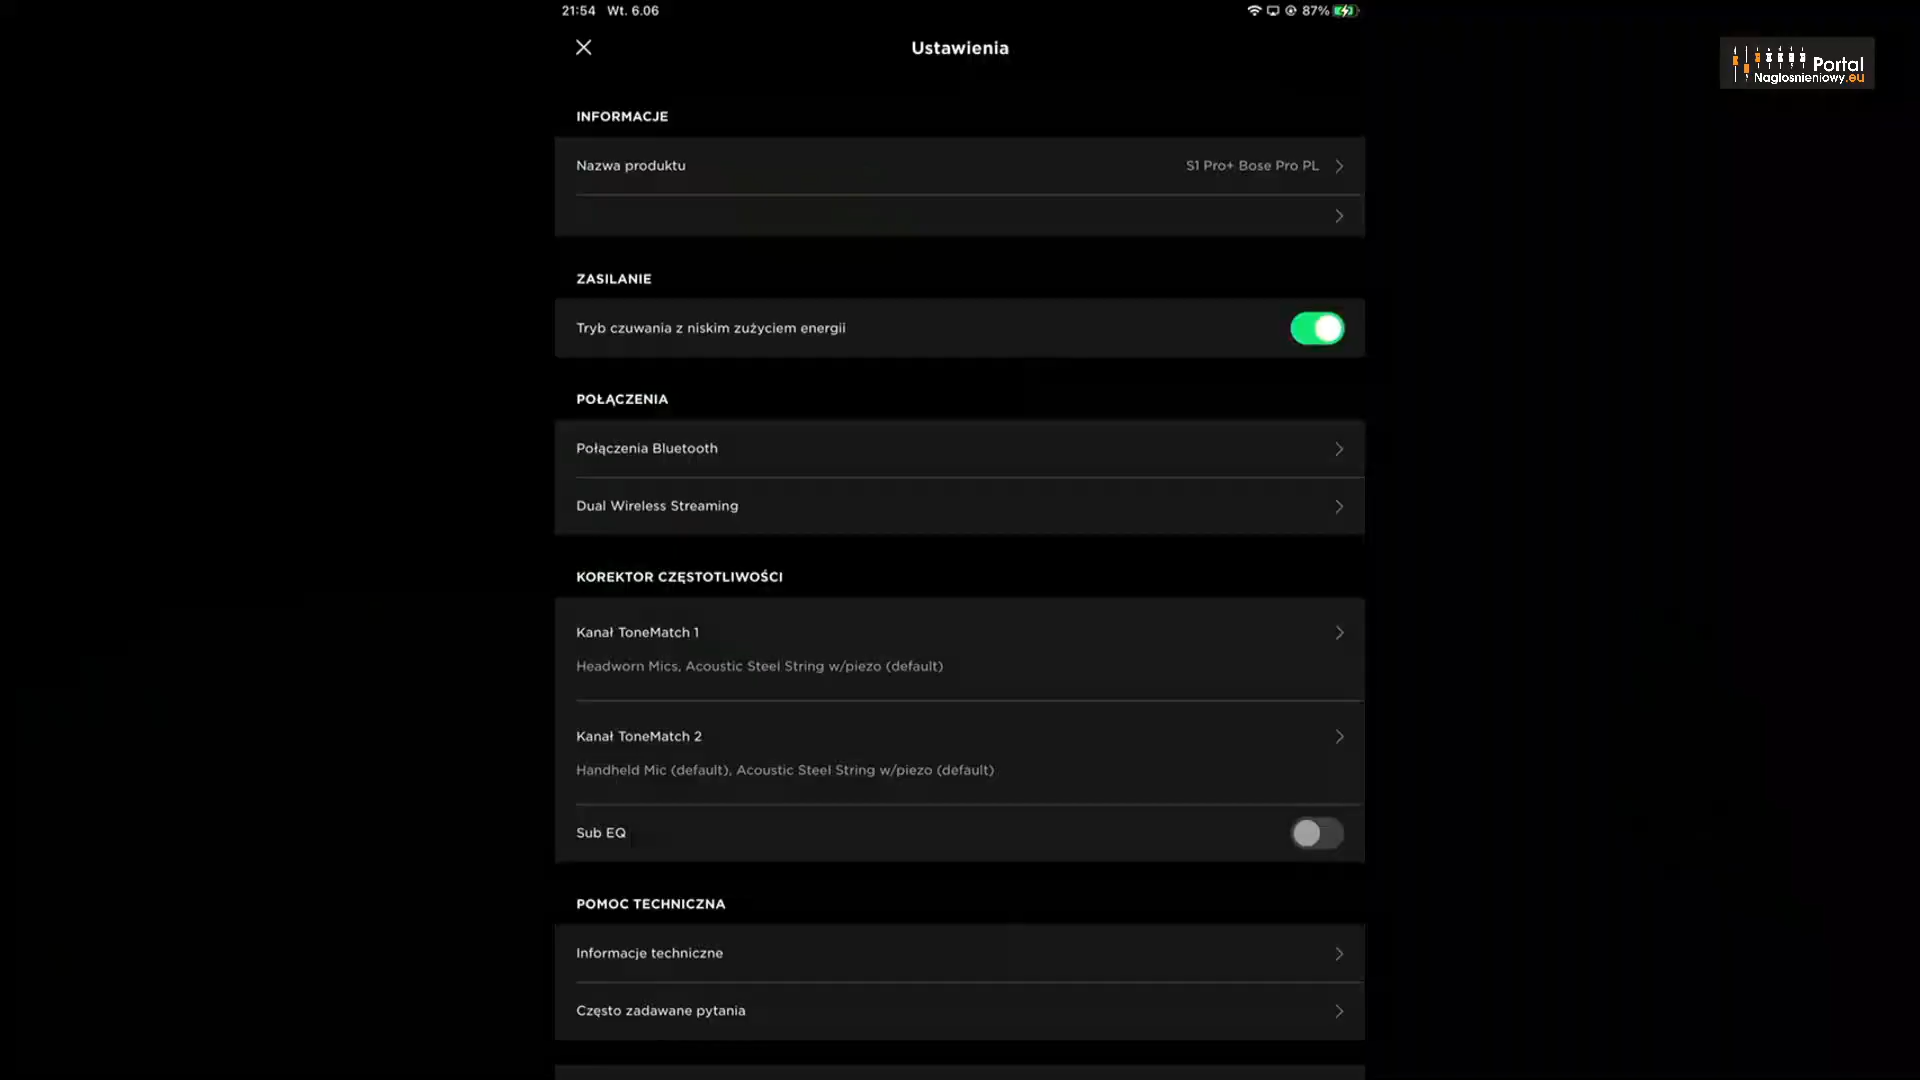 21:54 Wt. 6.06
87%
Ustawienia
Portal
Naglosnieniowy.eu
INFORMACJE
Nazwa produktu
S1 Pro+ Bose Pro PL
ZASILANIE
Tryb czuwania z niskim zużyciem energii
POŁĄCZENIA
Połączenia Bluetooth
Dual Wireless Streaming
KOREKTOR CZĘSTOTLIWOŚCI
Kanał ToneMatch 1
Headworn Mics, Acoustic Steel String w/piezo (default)
Kanał ToneMatch 2
Handheld Mic (default), Acoustic Steel String w/piezo (default)
Sub EQ
POMOC TECHNICZNA
Informacje techniczne
Często zadawane pytania